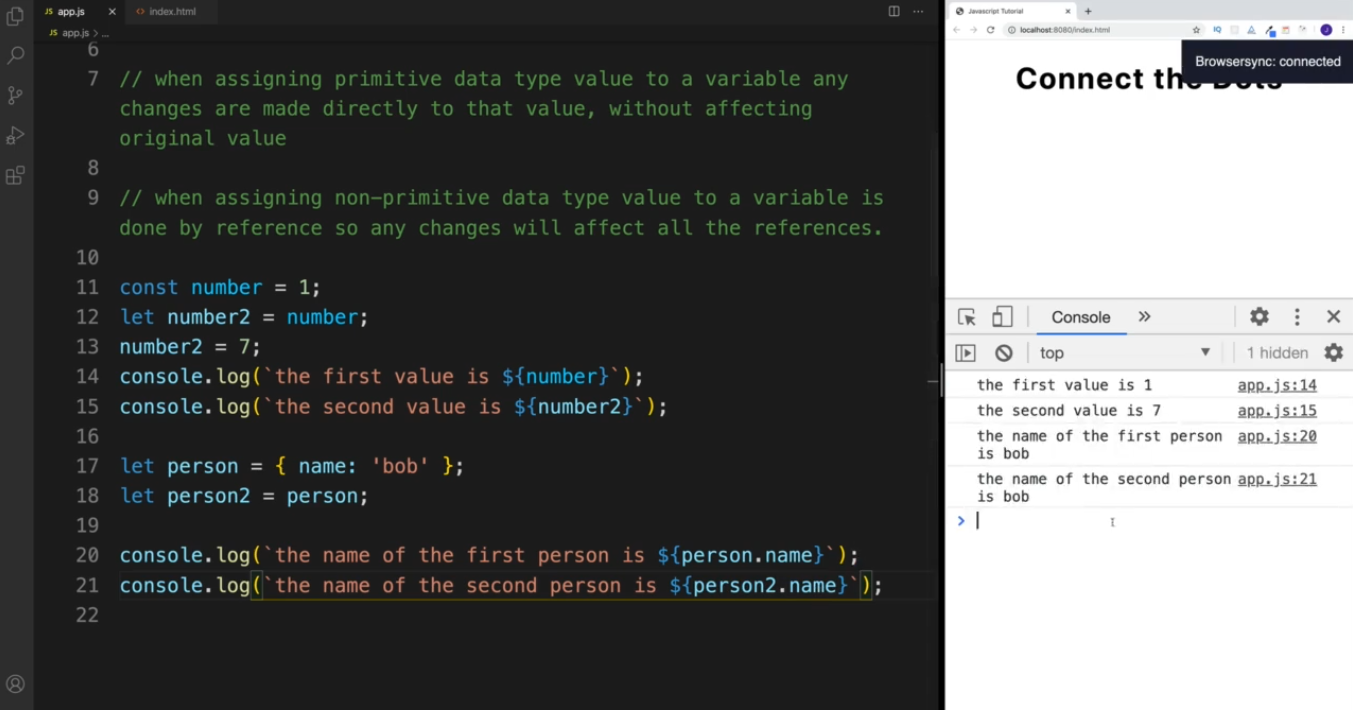 JS app.js ×
<> index.html
JS app.js > ...
6
7 // when assigning primitive data type value to a variable any
changes are made directly to that value, without affecting
original value
8
9 // when assigning non-primitive data type value to a variable is
done by reference so any changes will affect all the references.
10
11 const number = 1;
12 let number2 = number;
13 number2 = 7;
14 console.log(`the first value is ${number}`);
15 console.log(`the second value is ${number2}`);
16
17 let person = { name: 'bob' };
18 let person2 = person;
19
20 console.log(`the name of the first person is ${person.name}`);
21 console.log(`the name of the second person is ${person2.name}`);
22
Javascript Tutorial × +
localhost:8080/index.html
IQ
J
Browsersync: connected
Connect the Dots
Console »
top ▼ 1 hidden
the first value is 1 app.js:14
the second value is 7 app.js:15
the name of the first person app.js:20
is bob
the name of the second person app.js:21
is bob
>